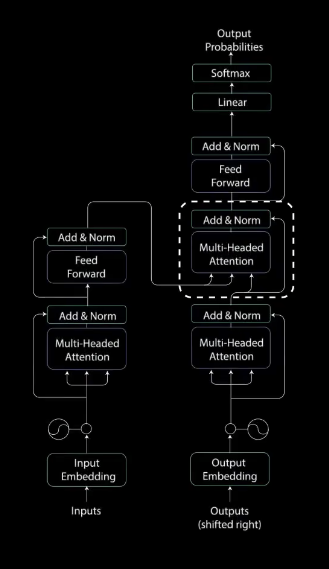 Output
Probabilities
Softmax
Linear
Add & Norm
Feed
Forward
Add & Norm
Multi-Headed
Attention
Add & Norm
Multi-Headed
Attention
Output
Embedding
Outputs
(shifted right)
Add & Norm
Feed
Forward
Add & Norm
Multi-Headed
Attention
Input
Embedding
Inputs